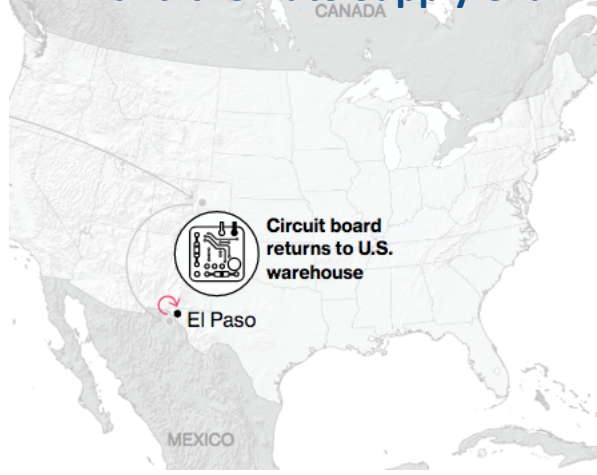 CANADA
Circuit board
returns to U.S.
warehouse
El Paso
MEXICO